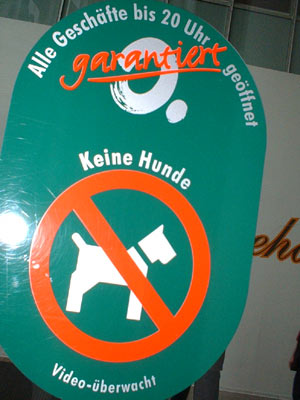 Alle Geschäfte bis 20 Uhr geöffnet
garantiert
Keine Hunde
Video-überwacht